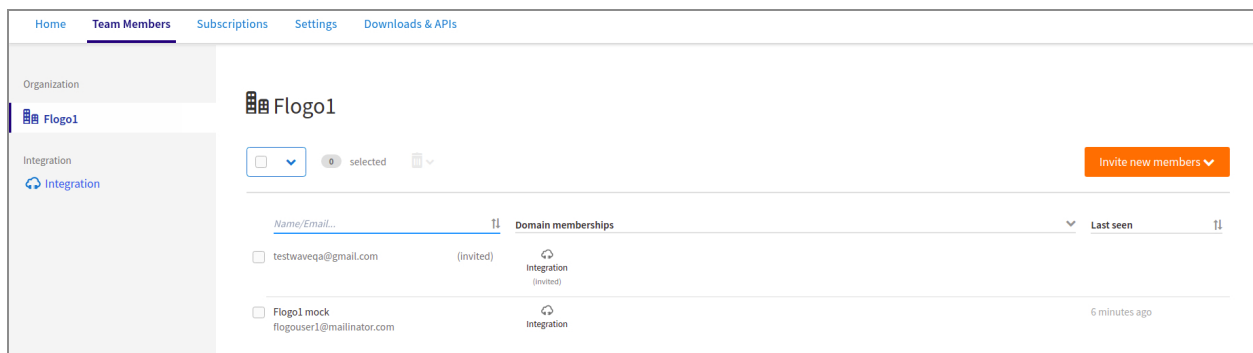 Home Team Members Subscriptions Settings Downloads & APIs
Organization
Flogo1
Integration
Integration
Flogo1
0 selected
Invite new members
Name/Email... Domain memberships Last seen
testwaveqa@gmail.com (invited) Integration
(invited)
Flogo1 mock Integration 6 minutes ago
flogouser1@mailinator.com